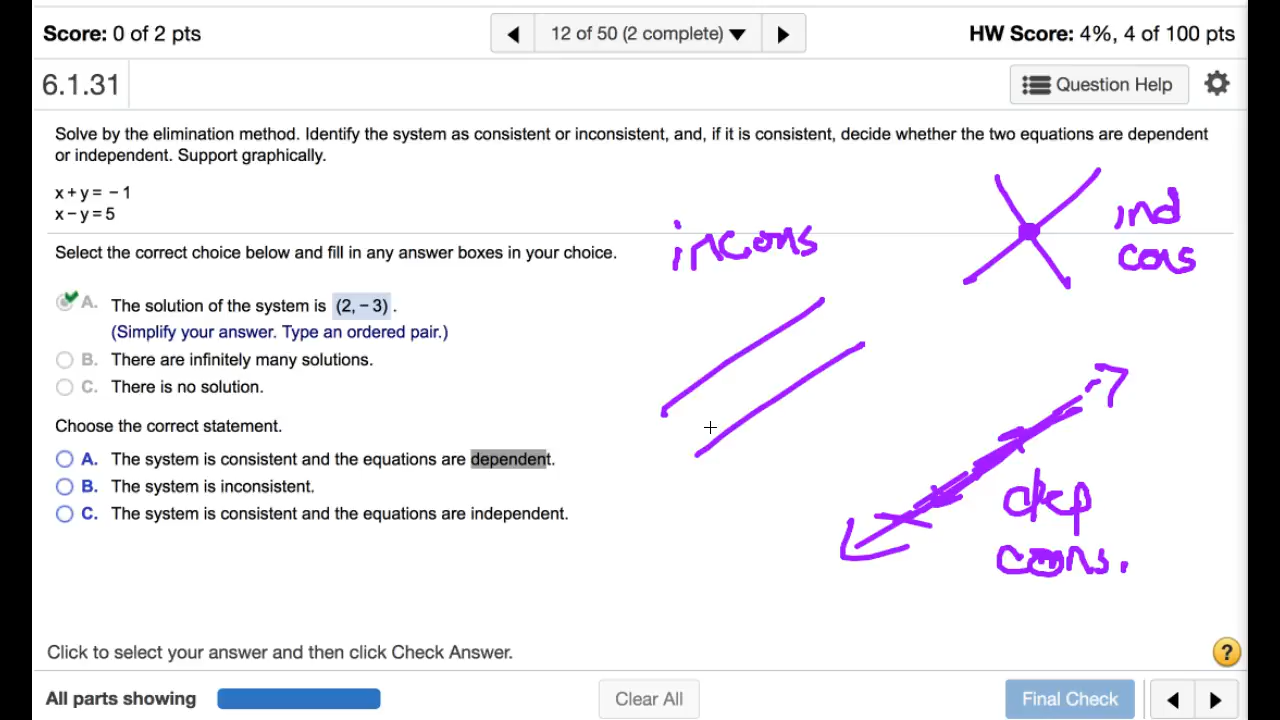 Score: 0 of 2 pts
12 of 50 (2 complete)
HW Score: 4%, 4 of 100 pts
6.1.31
Question Help
Solve by the elimination method. Identify the system as consistent or inconsistent, and, if it is consistent, decide whether the two equations are dependent
or independent. Support graphically.
x + y = − 1
x − y = 5
Select the correct choice below and fill in any answer boxes in your choice.
A. The solution of the system is (2, − 3) .
(Simplify your answer. Type an ordered pair.)
B. There are infinitely many solutions.
C. There is no solution.
Choose the correct statement.
A. The system is consistent and the equations are dependent.
B. The system is inconsistent.
C. The system is consistent and the equations are independent.
incons
ind
cons
dep
cons.
Click to select your answer and then click Check Answer.
?
All parts showing
Clear All
Final Check